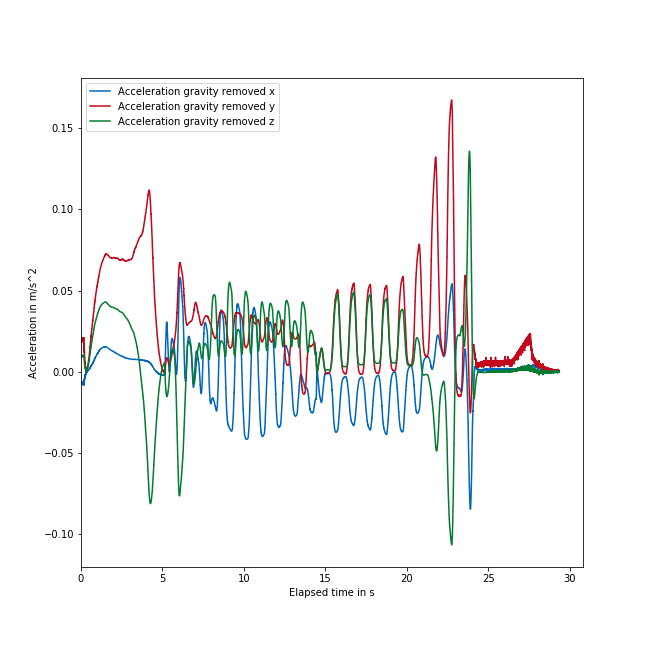 Acceleration gravity removed x
Acceleration gravity removed y
Acceleration gravity removed z
0.15
0.10
0.05
0.00
−0.05
−0.10
Acceleration in m/s^2
0 5 10 15 20 25 30
Elapsed time in s